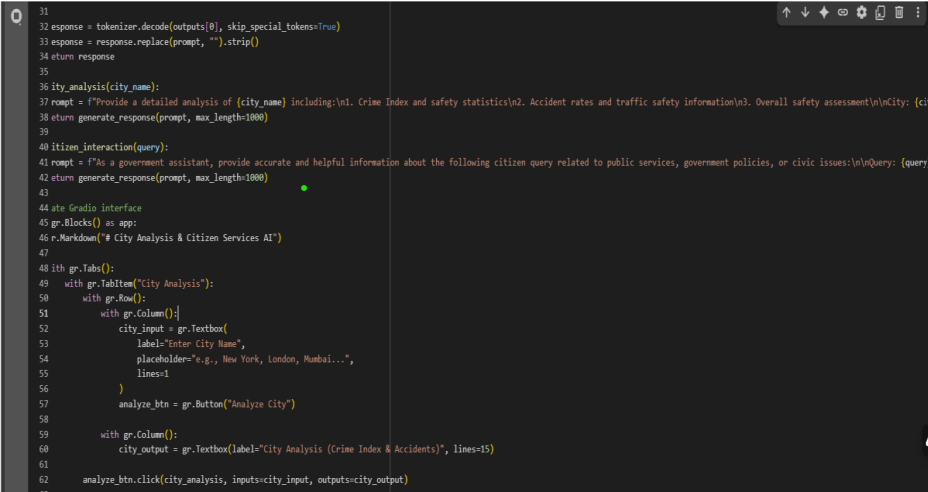 31
32 esponse = tokenizer.decode(outputs[0], skip_special_tokens=True)
33 esponse = response.replace(prompt, "").strip()
34 eturn response
35
36 ity_analysis(city_name):
37 rompt = f"Provide a detailed analysis of {city_name} including:\n1. Crime Index and safety statistics\n2. Accident rates and traffic safety information\n3. Overall safety assessment\n\nCity: {ci
38 eturn generate_response(prompt, max_length=1000)
39
40 itizen_interaction(query):
41 rompt = f"As a government assistant, provide accurate and helpful information about the following citizen query related to public services, government policies, or civic issues:\n\nQuery: {query
42 eturn generate_response(prompt, max_length=1000)
43
44 ate Gradio interface
45 gr.Blocks() as app:
46 r.Markdown("# City Analysis & Citizen Services AI")
47
48 ith gr.Tabs():
49 with gr.TabItem("City Analysis"):
50 with gr.Row():
51 with gr.Column():
52 city_input = gr.Textbox(
53 label="Enter City Name",
54 placeholder="e.g., New York, London, Mumbai...",
55 lines=1
56 )
57 analyze_btn = gr.Button("Analyze City")
58
59 with gr.Column():
60 city_output = gr.Textbox(label="City Analysis (Crime Index & Accidents)", lines=15)
61
62 analyze_btn.click(city_analysis, inputs=city_input, outputs=city_output)